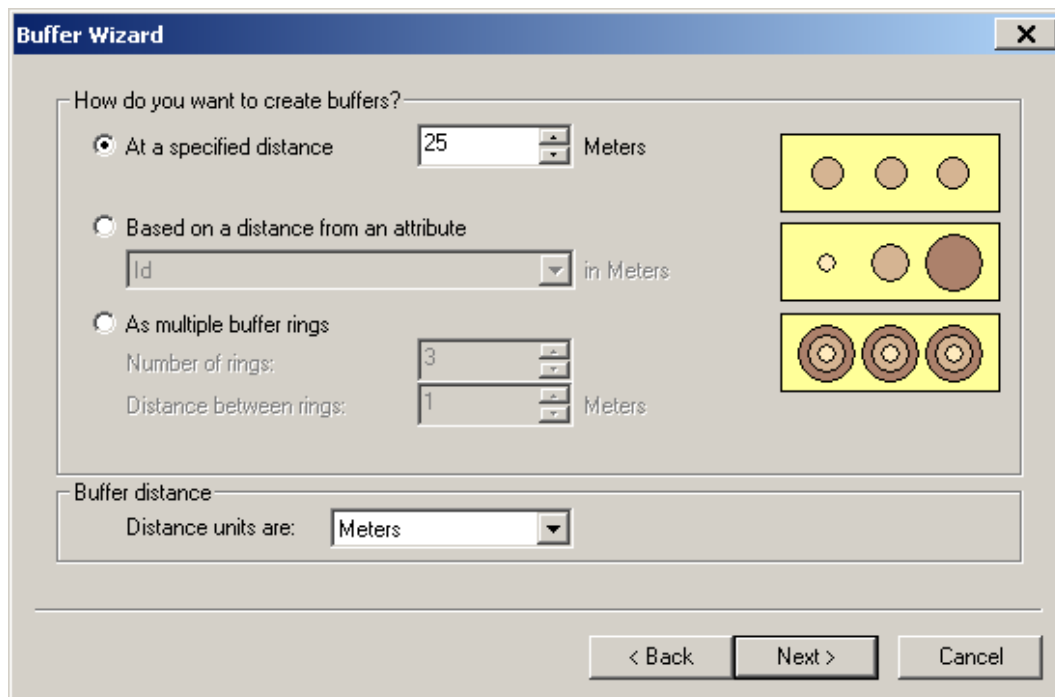 Buffer Wizard
How do you want to create buffers?
At a specified distance 25 Meters
Based on a distance from an attribute
Id in Meters
As multiple buffer rings
Number of rings: 3
Distance between rings: 1 Meters
Buffer distance
Distance units are: Meters
< Back Next > Cancel